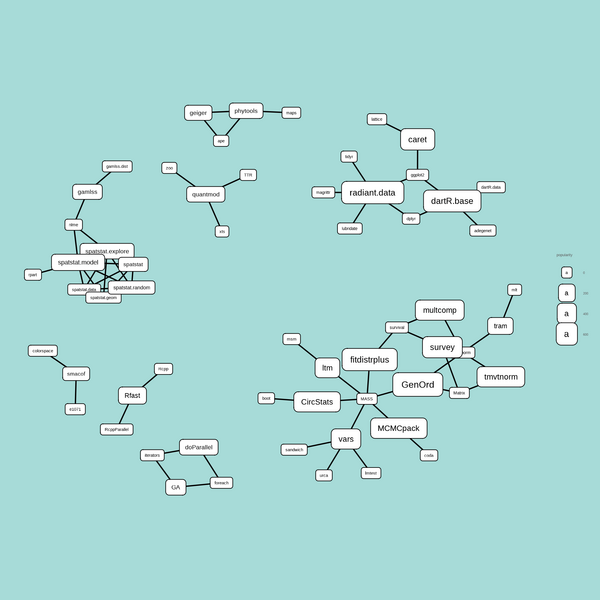 geiger
phytools
maps
ape
lattice
caret
gamlss.dist
zoo
TTR
tidyr
ggplot2
gamlss
quantmod
magrittr
radiant.data
dartR.data
dartR.base
nlme
xts
lubridate
dplyr
adegenet
spatstat.explore
spatstat.model
spatstat
rpart
spatstat.data
spatstat.random
spatstat.geom
popularity
a
a
a
a
mlt
multcomp
survival
tram
colorspace
msm
survey
fitdistrplus
smacof
Rcpp
ltm
GenOrd
tmvtnorm
Rfast
boot
CircStats
MASS
Matrix
e1071
RcppParallel
MCMCpack
vars
iterators
doParallel
sandwich
coda
GA
foreach
urca
lmtest